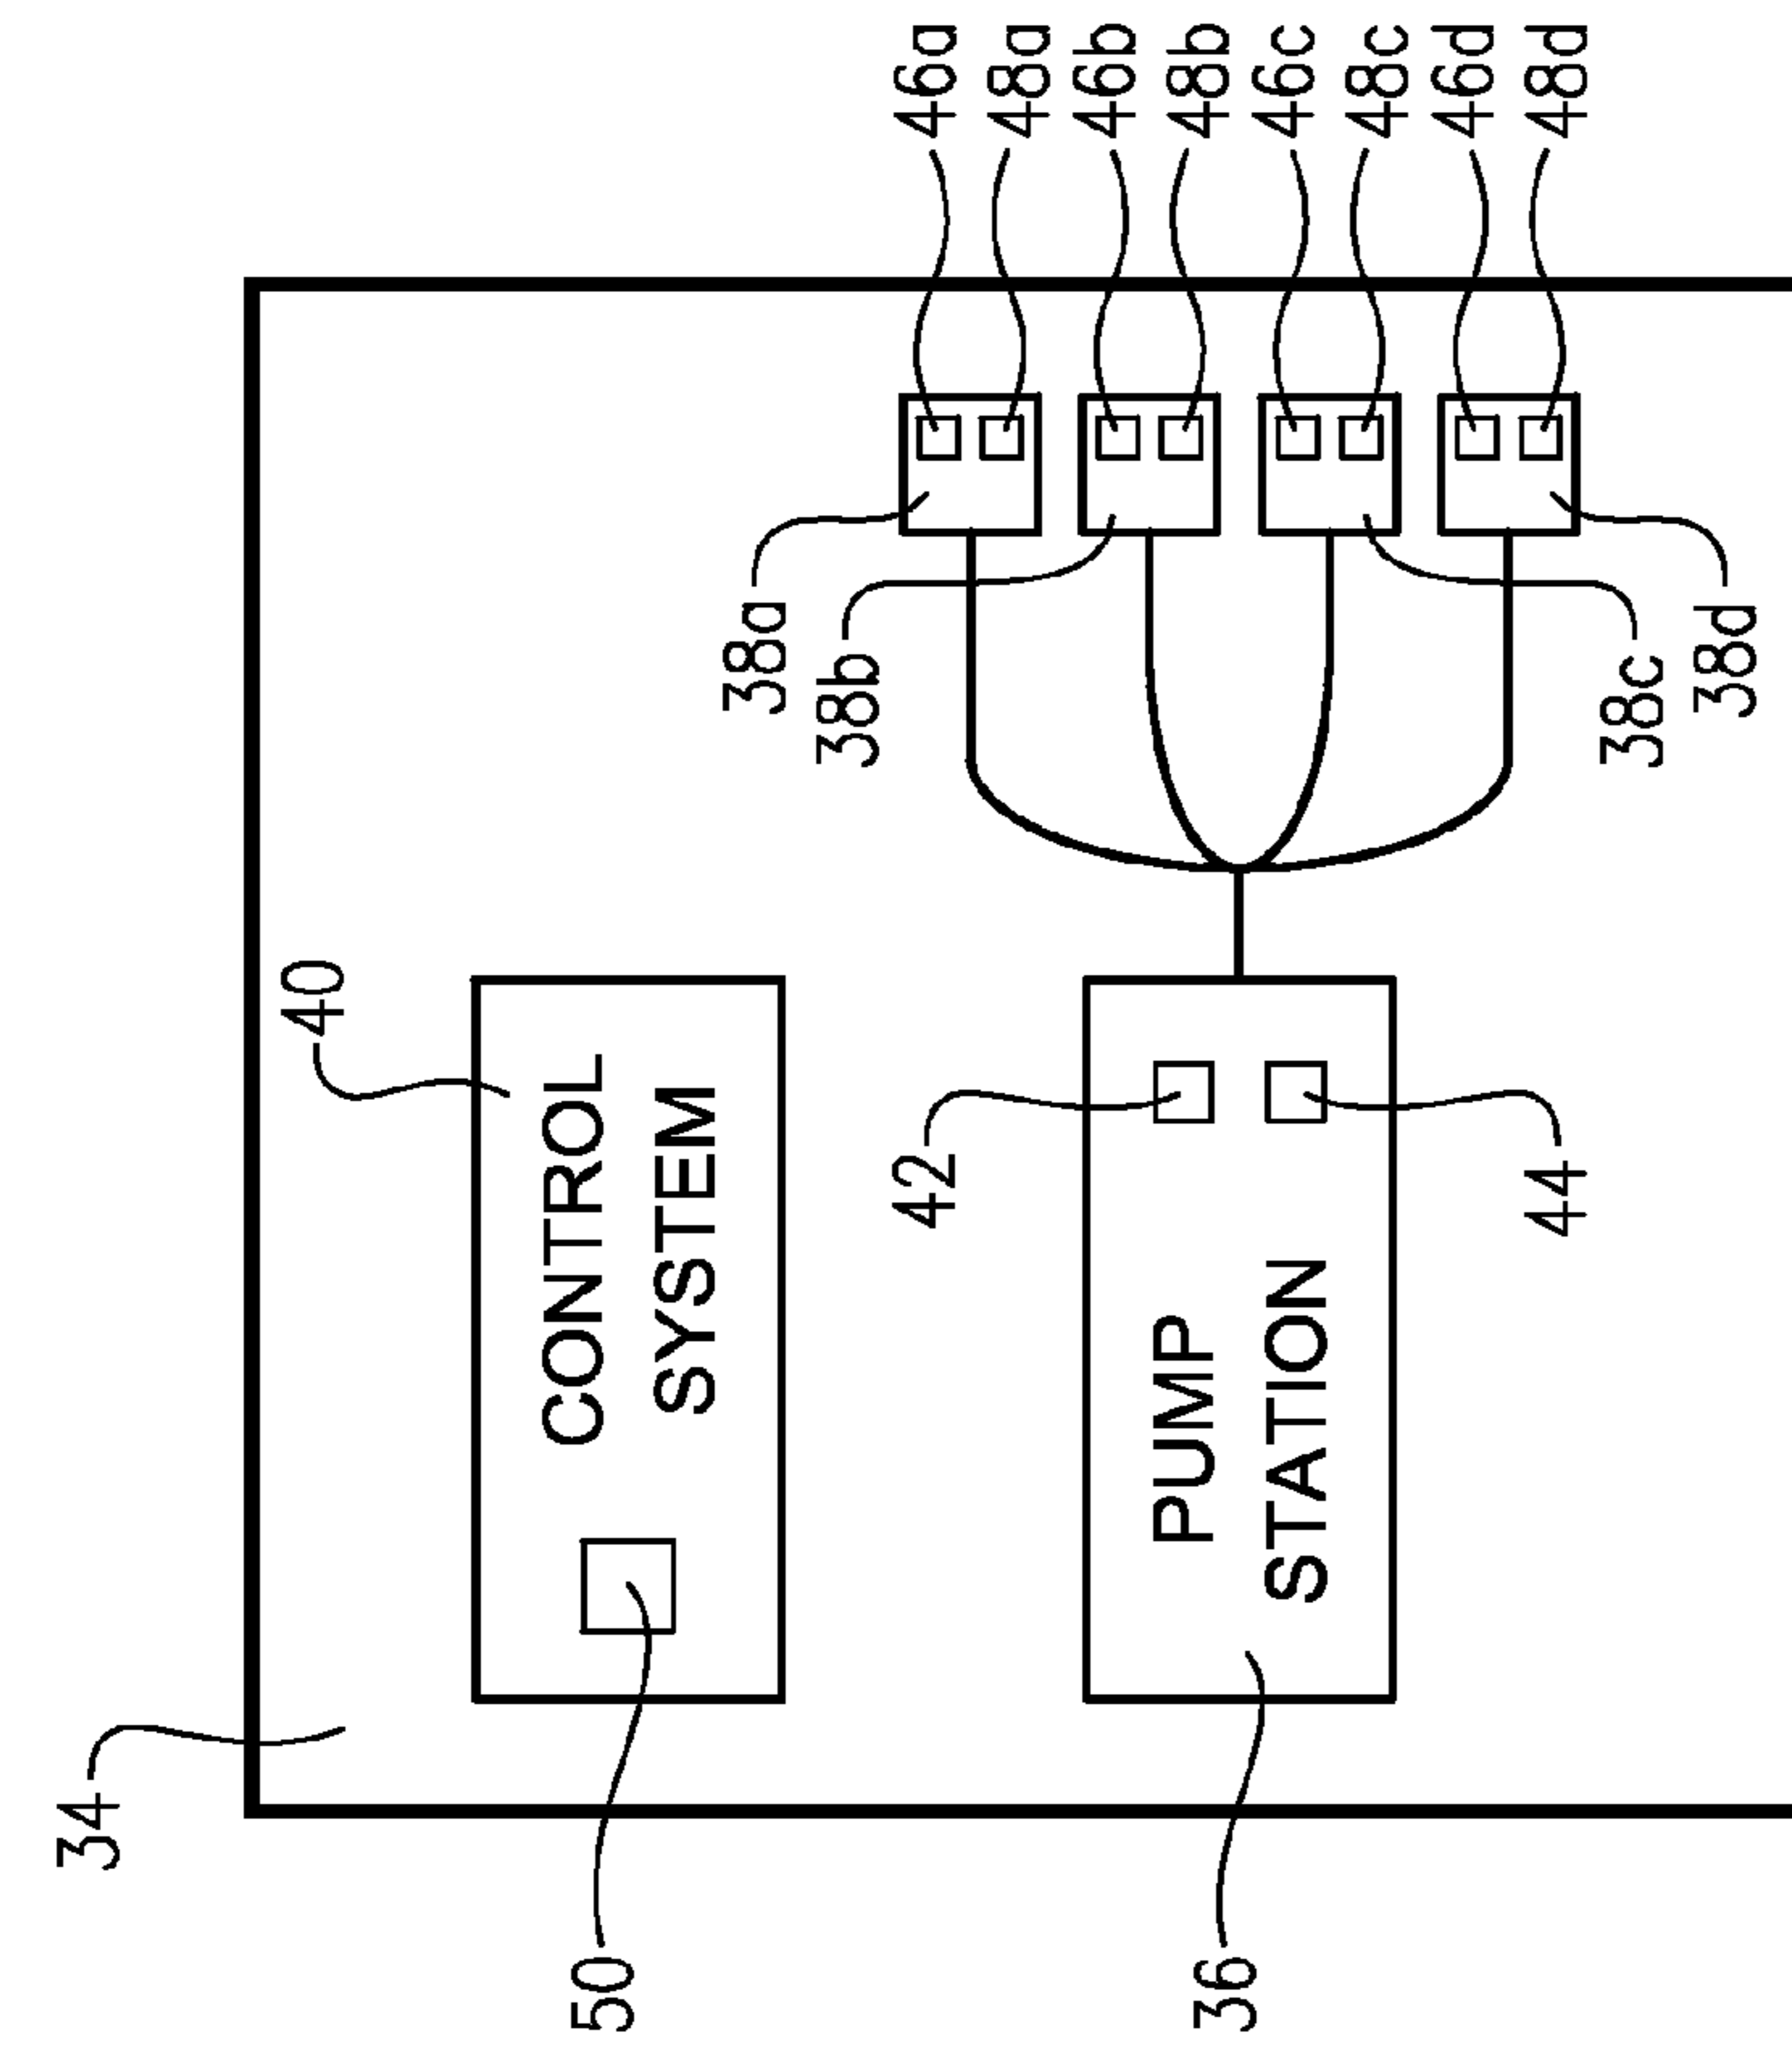 34
40
50
CONTROL
SYSTEM
38a
38b
42
46a
48a
46b
48b
PUMP
STATION
36
46c
48c
46d
44
48d
38c
38d